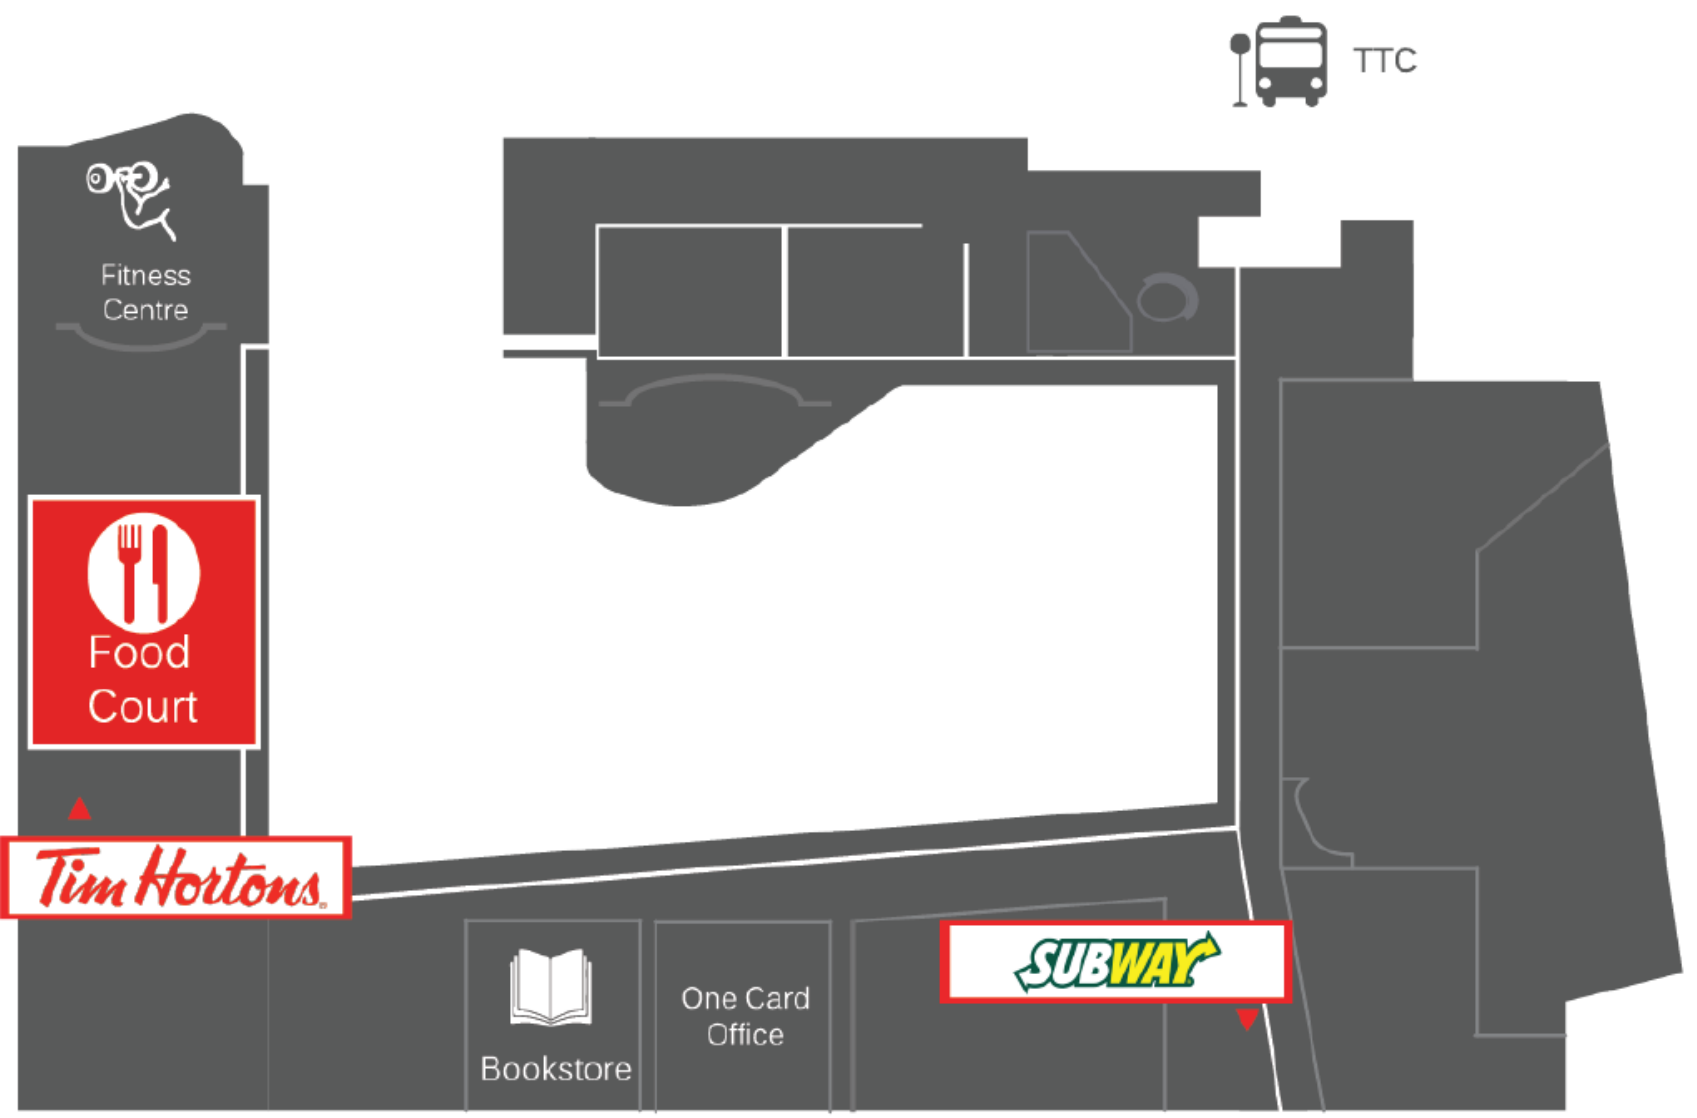 TTC
Fitness
Centre
Food
Court
Tim Hortons
SUBWAY
One Card
Office
Bookstore